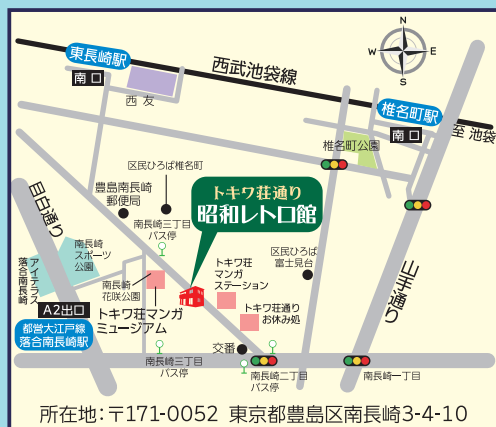 N
W
E
S
東長崎駅
南口
西友
西武池袋線
椎名町駅
南口
至 池袋
椎名町公園
区民ひろば椎名町
豊島南長崎
郵便局
南長崎三丁目
バス停
トキワ荘通り
昭和レトロ館
目白通り
南長崎
スポーツ
公園
アイテラス
落合南長崎
A2出口
都営大江戸線
落合南長崎駅
南長崎
花咲公園
トキワ荘マンガ
ミュージアム
トキワ荘
マンガ
ステーション
区民ひろば
富士見台
トキワ荘通り
お休み処
山手通り
交番
南長崎三丁目
バス停
南長崎二丁目
バス停
南長崎一丁目
所在地:〒171-0052 東京都豊島区南長崎3-4-10